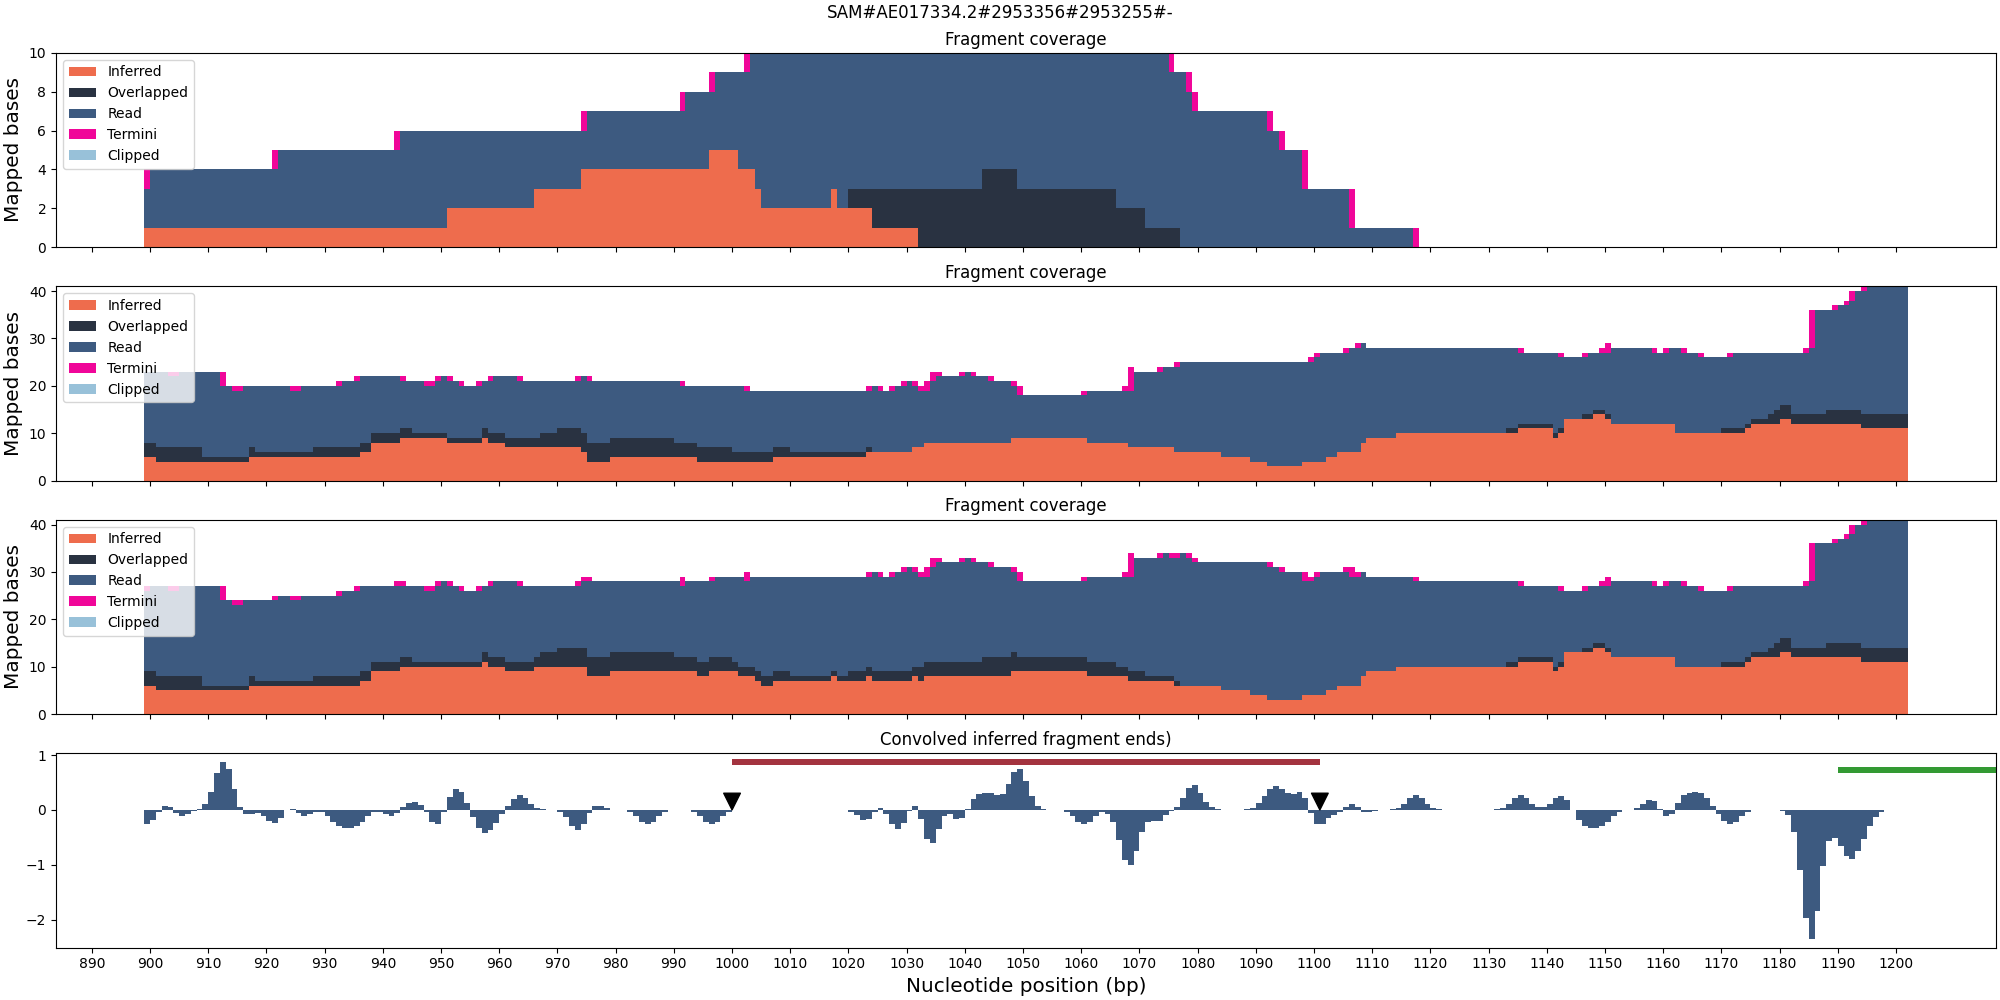 SAM#AE017334.2#2953356#2953255#-
Fragment coverage
Mapped bases
10
8
6
4
2
0
Inferred
Overlapped
Read
Termini
Clipped
Fragment coverage
Mapped bases
40
30
20
10
0
Inferred
Overlapped
Read
Termini
Clipped
Fragment coverage
Mapped bases
40
30
20
10
0
Inferred
Overlapped
Read
Termini
Clipped
Convolved inferred fragment ends)
1
0
−1
−2
890 900 910 920 930 940 950 960 970 980 990 1000 1010 1020 1030 1040 1050 1060 1070 1080 1090 1100 1110 1120 1130 1140 1150 1160 1170 1180 1190 1200
Nucleotide position (bp)